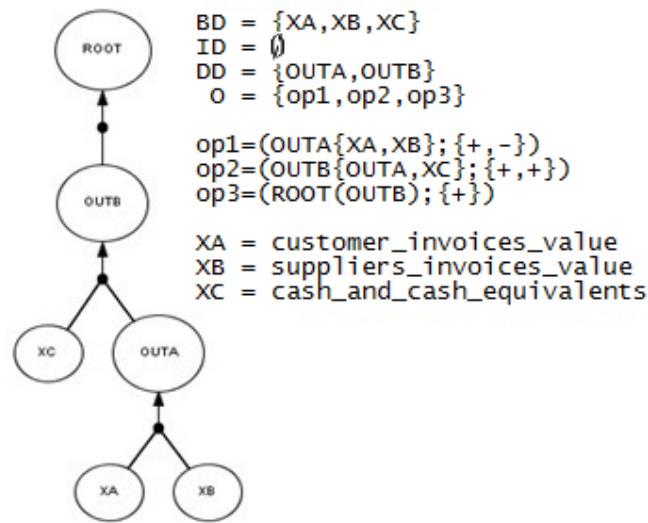 ROOT
OUTB
XC
OUTA
XA
XB
BD = {XA,XB,XC}
ID = ∅
DD = {OUTA,OUTB}
O = {op1,op2,op3}
op1=(OUTA{XA,XB};{+,-})
op2=(OUTB{OUTA,XC};{+,+})
op3=(ROOT(OUTB);{+})
XA = customer_invoices_value
XB = suppliers_invoices_value
XC = cash_and_cash_equivalents